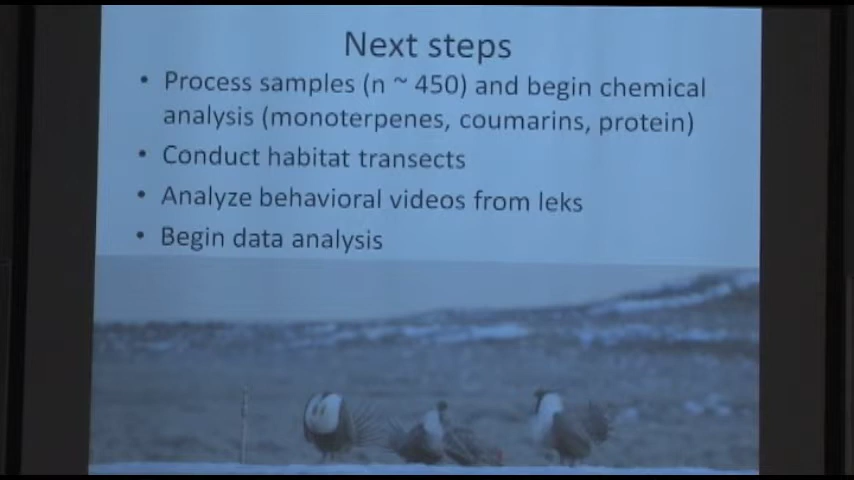 Next steps
• Process samples (n ~ 450) and begin chemical
analysis (monoterpenes, coumarins, protein)
• Conduct habitat transects
• Analyze behavioral videos from leks
• Begin data analysis